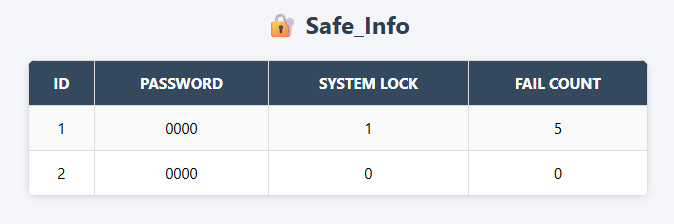 Safe_Info
ID PASSWORD SYSTEM LOCK FAIL COUNT
1 0000 1 5
2 0000 0 0